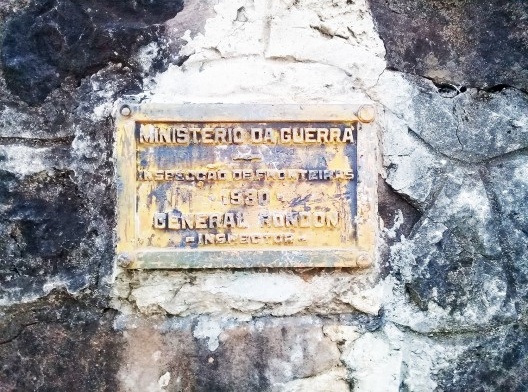 MINISTERIO DA GUERRA
INSPECÇÃO DE FRONTEIRAS
1930
GENERAL RONDON
- INSPECTOR -